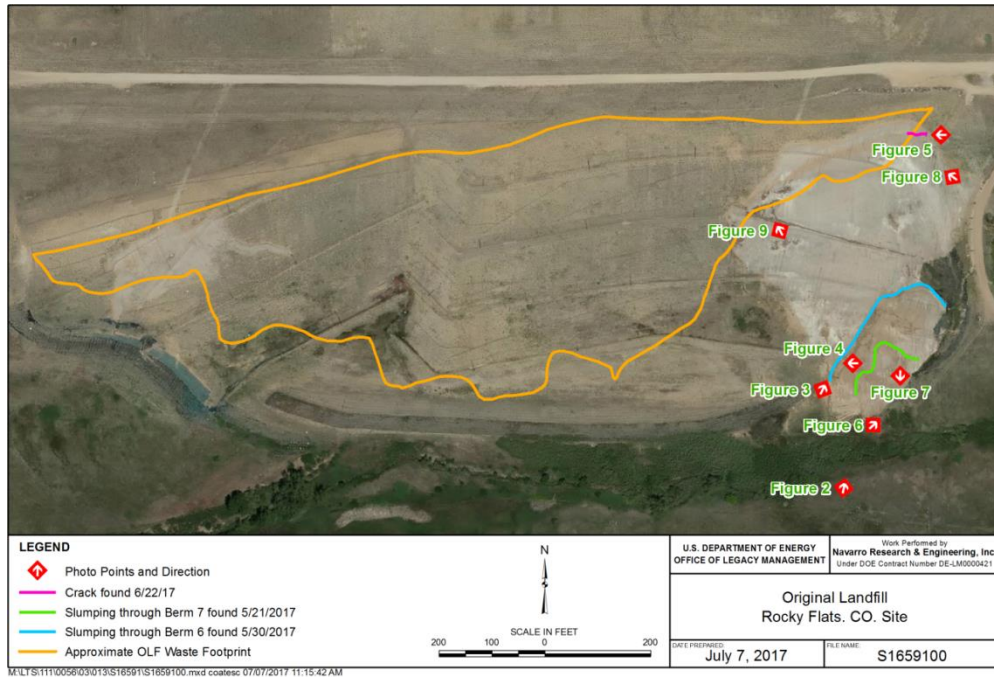 Figure 5
Figure 8
Figure 9
Figure 4
Figure 3
Figure 7
Figure 6
Figure 2
LEGEND
Photo Points and Direction
Crack found 6/22/17
Slumping through Berm 7 found 5/21/2017
Slumping through Berm 6 found 5/30/2017
Approximate OLF Waste Footprint
N
SCALE IN FEET
200 100 0 200
U.S. DEPARTMENT OF ENERGY
OFFICE OF LEGACY MANAGEMENT
Work Performed by
Navarro Research & Engineering, Inc
Under DOE Contract Number DE-LM0000421
Original Landfill
Rocky Flats. CO. Site
DATE PREPARED:
July 7, 2017
FILE NAME:
S1659100
M:\LTS\111\0056\03\013\S16591\S1659100.mxd coatesc 07/07/2017 11:15:42 AM